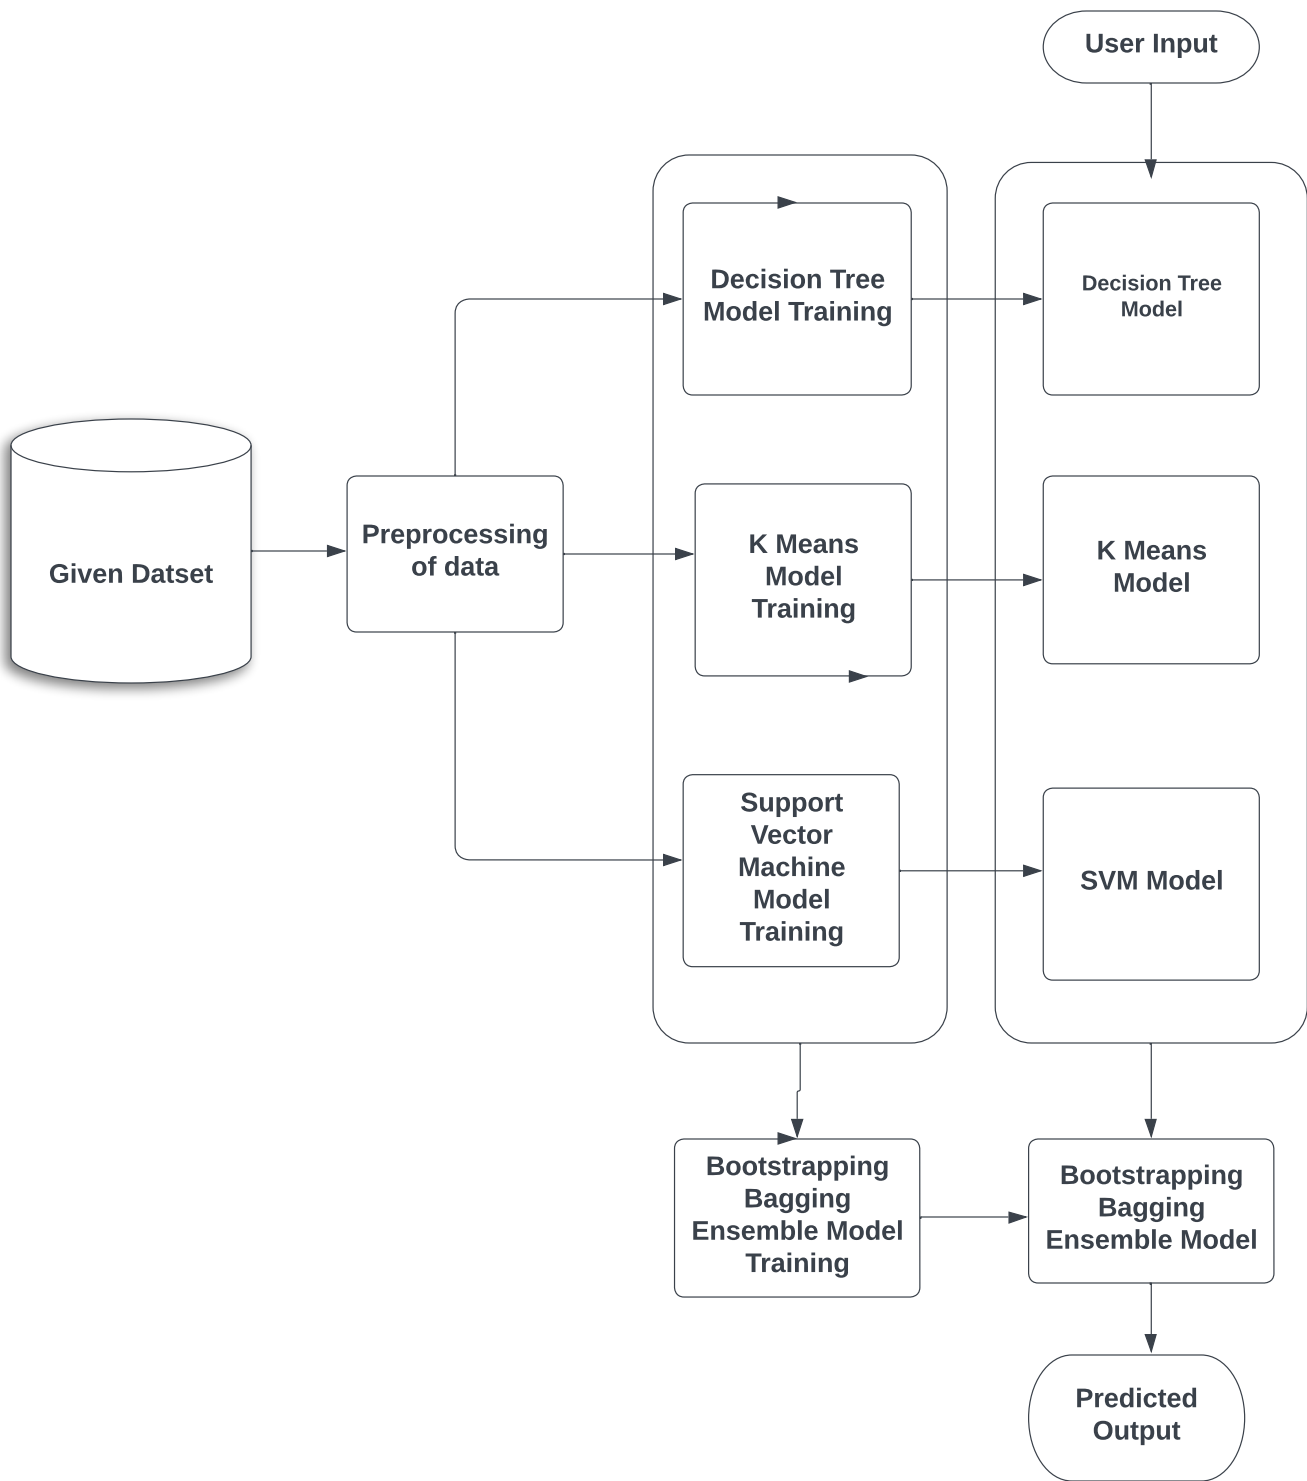 User Input
Decision Tree
Model Training
Decision Tree
Model
Given Datset
Preprocessing
of data
K Means
Model
Training
K Means
Model
Support
Vector
Machine
Model
Training
SVM Model
Bootstrapping
Bagging
Ensemble Model
Training
Bootstrapping
Bagging
Ensemble Model
Predicted
Output